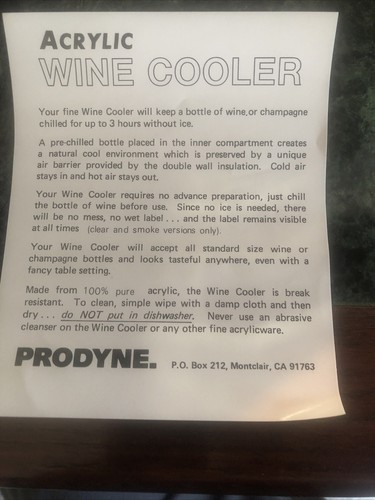 ACRYLIC
WINE COOLER
Your fine Wine Cooler will keep a bottle of wine or champagne
chilled for up to 3 hours without ice.
A pre-chilled bottle placed in the inner compartment creates
a natural cool environment which is preserved by a unique
air barrier provided by the double wall insulation. Cold air
stays in and hot air stays out.
Your Wine Cooler requires no advance preparation, just chill
the bottle of wine before use. Since no ice is needed, there
will be no mess, no wet label . . . and the label remains visible
at all times (clear and smoke versions only).
Your Wine Cooler will accept all standard size wine or
champagne bottles and looks tasteful anywhere, even with a
fancy table setting.
Made from 100% pure acrylic, the Wine Cooler is break
resistant. To clean, simple wipe with a damp cloth and then
dry . . . do NOT put in dishwasher. Never use an abrasive
cleanser on the Wine Cooler or any other fine acrylicware.
PRODYNE. P.O. Box 212, Montclair, CA 91763